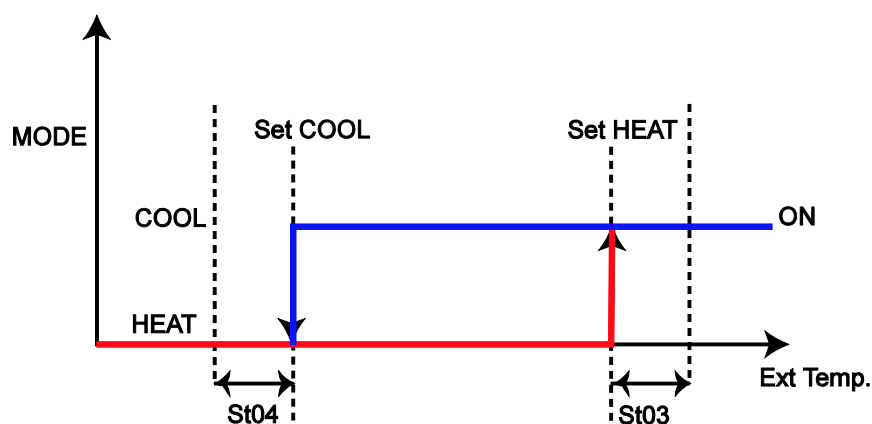 Set COOL
Set HEAT
MODE
COOL
ON
HEAT
Ext Temp.
St04
St03